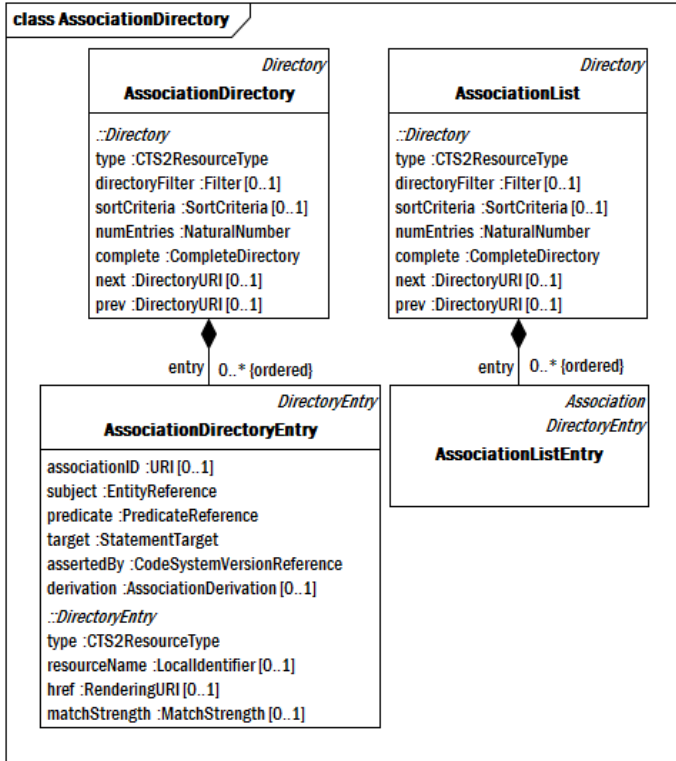 class AssociationDirectory
Directory
AssociationDirectory
::Directory
type :CTS2ResourceType
directoryFilter :Filter [0..1]
sortCriteria :SortCriteria [0..1]
numEntries :NaturalNumber
complete :CompleteDirectory
next :DirectoryURI [0..1]
prev :DirectoryURI [0..1]
entry 0..* {ordered}
DirectoryEntry
AssociationDirectoryEntry
associationID :URI [0..1]
subject :EntityReference
predicate :PredicateReference
target :StatementTarget
assertedBy :CodeSystemVersionReference
derivation :AssociationDerivation [0..1]
::DirectoryEntry
type :CTS2ResourceType
resourceName :LocalIdentifier [0..1]
href :RenderingURI [0..1]
matchStrength :MatchStrength [0..1]
Directory
AssociationList
::Directory
type :CTS2ResourceType
directoryFilter :Filter [0..1]
sortCriteria :SortCriteria [0..1]
numEntries :NaturalNumber
complete :CompleteDirectory
next :DirectoryURI [0..1]
prev :DirectoryURI [0..1]
entry 0..* {ordered}
Association
DirectoryEntry
AssociationListEntry